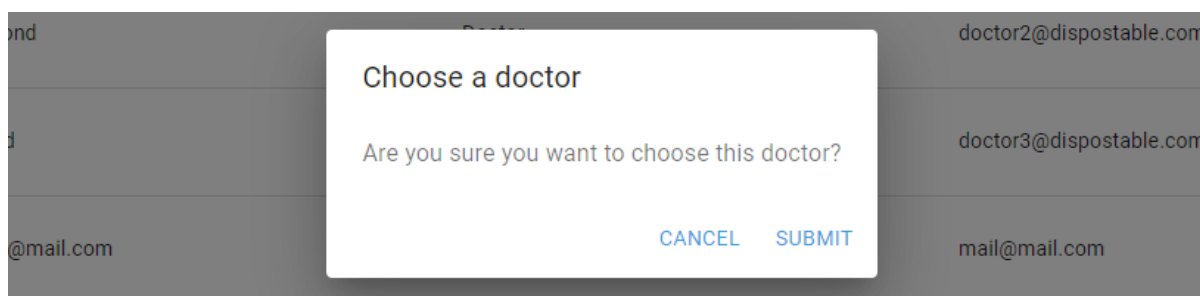 ond
doctor2@dispostable.com
Choose a doctor
Are you sure you want to choose this doctor?
d
doctor3@dispostable.com
CANCEL SUBMIT
@mail.com
mail@mail.com